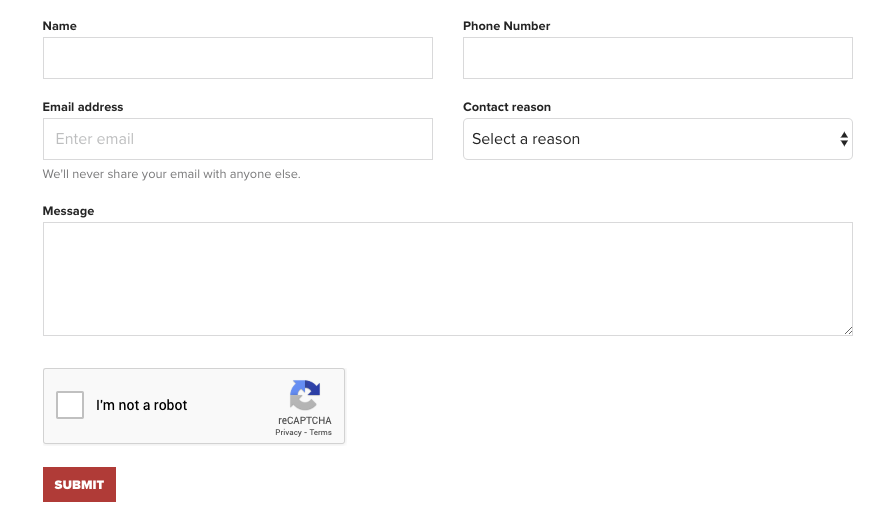 Name
Phone Number
Email address
Enter email
Contact reason
Select a reason
We'll never share your email with anyone else.
Message
I'm not a robot
reCAPTCHA
Privacy - Terms
SUBMIT